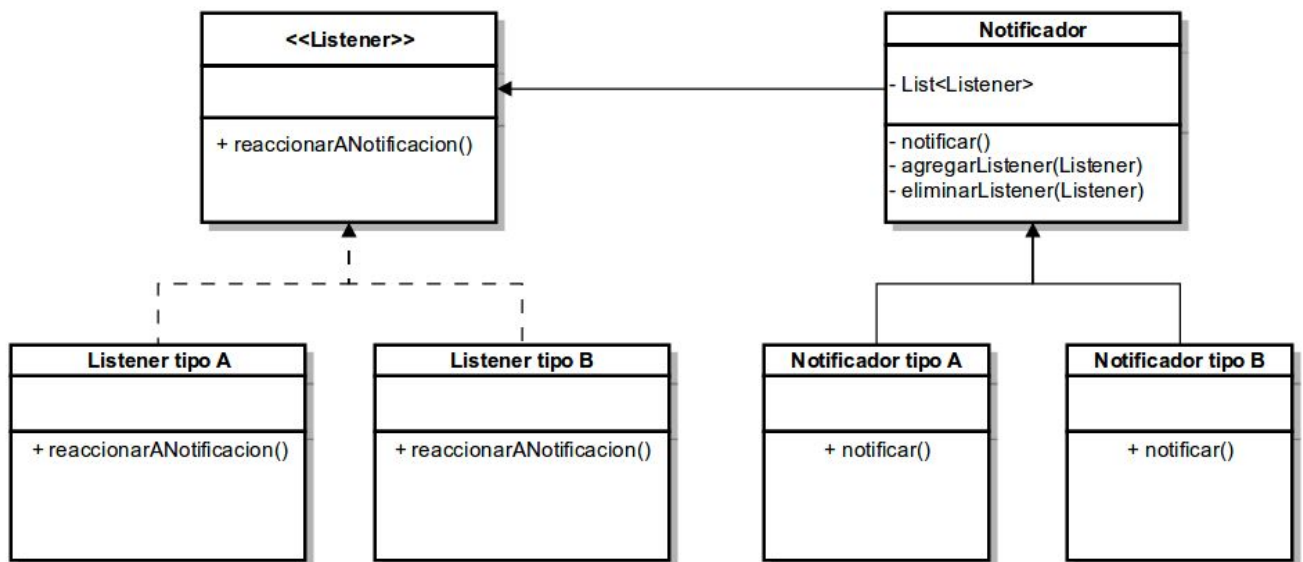 <<Listener>>
+ reaccionarANotificacion()
Notificador
- List<Listener>
- notificar()
- agregarListener(Listener)
- eliminarListener(Listener)
Listener tipo A
+ reaccionarANotificacion()
Listener tipo B
+ reaccionarANotificacion()
Notificador tipo A
+ notificar()
Notificador tipo B
+ notificar()